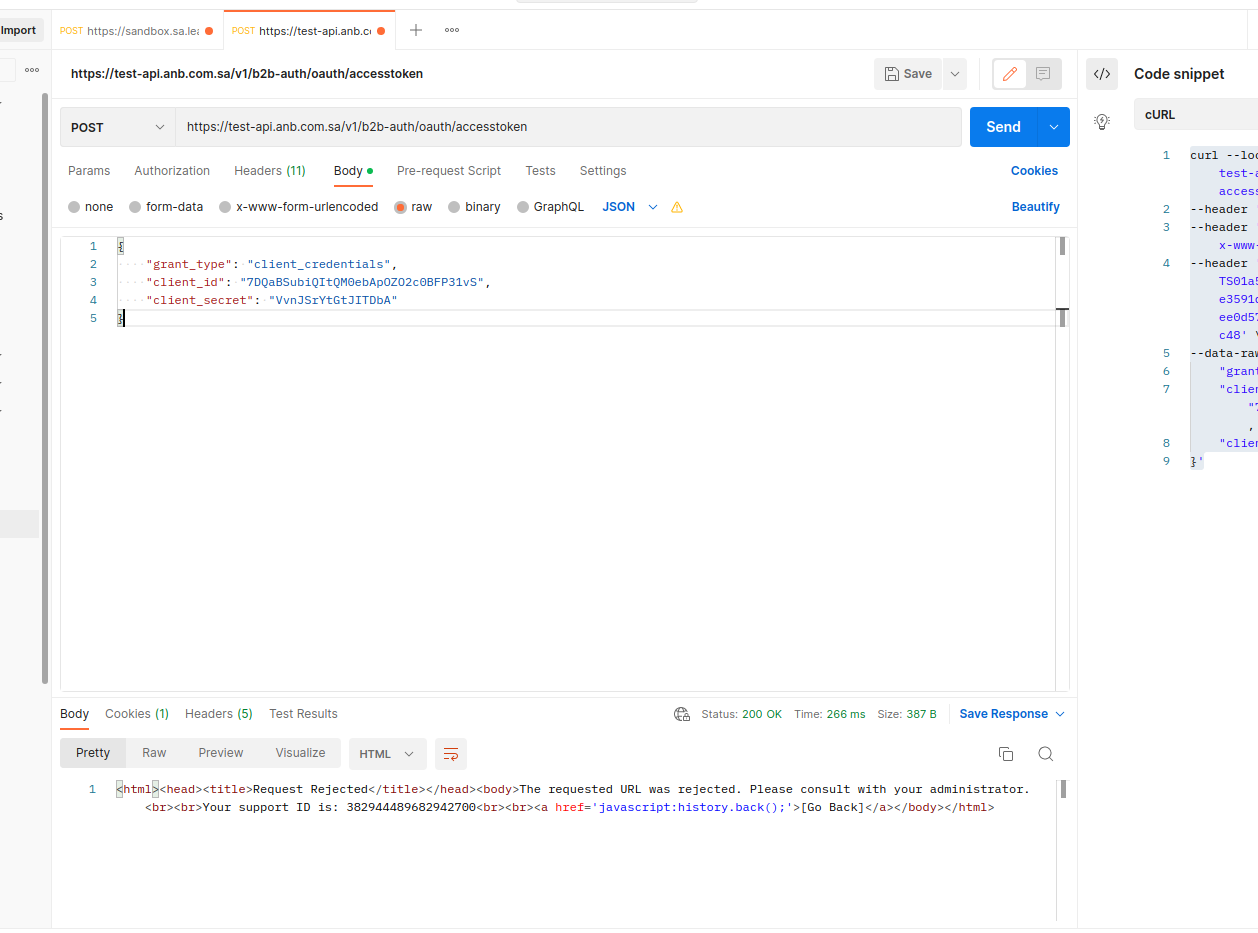 Import
POST https://sandbox.sa.lea
POST https://test-api.anb.cc
https://test-api.anb.com.sa/v1/b2b-auth/oauth/accesstoken
Save
Code snippet
POST
https://test-api.anb.com.sa/v1/b2b-auth/oauth/accesstoken
Send
cURL
Params Authorization Headers (11) Body Pre-request Script Tests Settings Cookies
none form-data x-www-form-urlencoded raw binary GraphQL JSON Beautify
1 {
2 "grant_type": "client_credentials",
3 "client_id": "7DQaBSubiQItQM0ebApOZO2c0BFP31vS",
4 "client_secret": "VvnJSrYtGtJITDbA"
5 }
1 curl --loc
test-a
access
2 --header
3 --header
x-www-
4 --header
TS01a5
e3591c
ee0d57
c48' \
5 --data-raw
6 "grant
7 "clien
"7
,
8 "clien
9 }'
Body Cookies (1) Headers (5) Test Results Status: 200 OK Time: 266 ms Size: 387 B Save Response
Pretty Raw Preview Visualize HTML
1 <html><head><title>Request Rejected</title></head><body>The requested URL was rejected. Please consult with your administrator.
<br><br>Your support ID is: 382944489682942700<br><br><a href='javascript:history.back();'>[Go Back]</a></body></html>